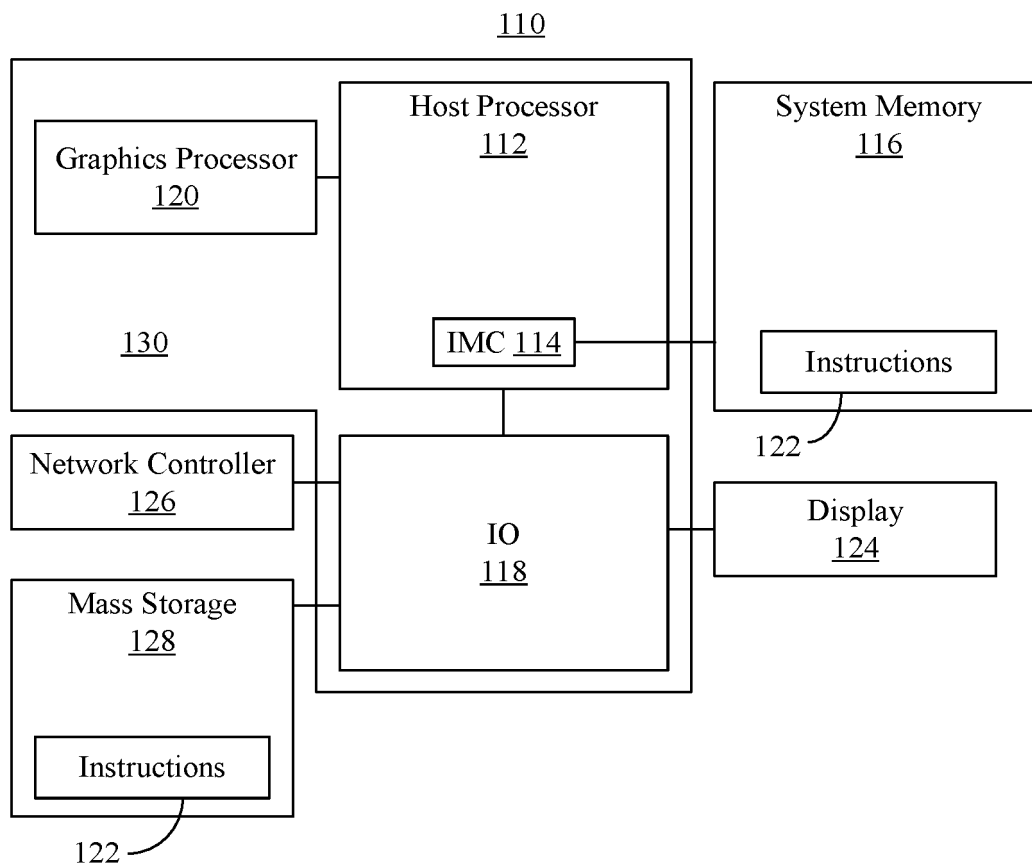 110
Host Processor
112
System Memory
116
Graphics Processor
120
IMC 114
130
Instructions
122
Network Controller
126
IO
118
Display
124
Mass Storage
128
Instructions
122